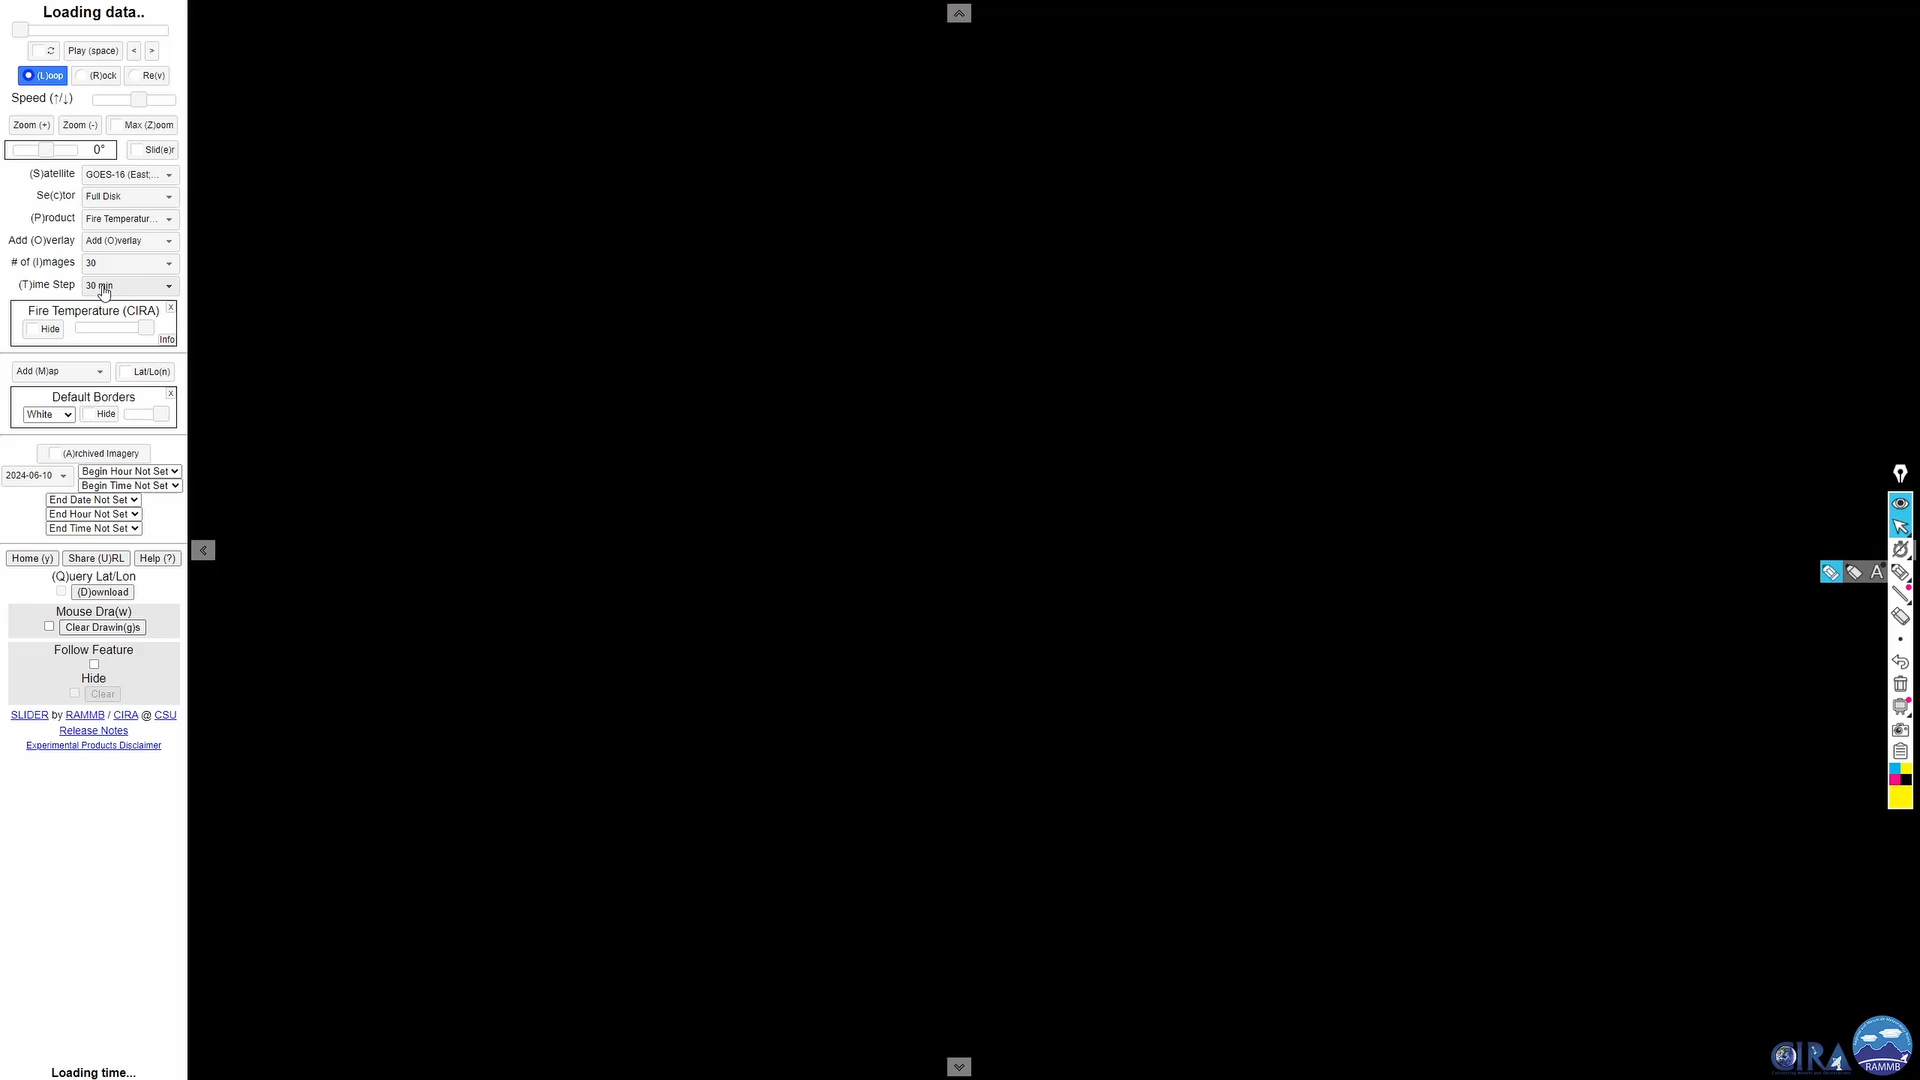 Loading data..
Play (space) < >
(L)oop (R)ock Re(v)
Speed (↑/↓)
Zoom (+) Zoom (-) Max (Z)oom
0° Slid(e)r
(S)atellite GOES-16 (East;...
Se(c)tor Full Disk
(P)roduct Fire Temperatur...
Add (O)verlay Add (O)verlay
# of (I)mages 30
(T)ime Step 30 min
Fire Temperature (CIRA) X
Hide
Info
Add (M)ap Lat/Lo(n)
Default Borders X
White Hide
(A)rchived Imagery
2024-06-10 Begin Hour Not Set
Begin Time Not Set
End Date Not Set
End Hour Not Set
End Time Not Set
Home (y) Share (U)RL Help (?)
(Q)uery Lat/Lon
(D)ownload
Mouse Dra(w)
Clear Drawin(g)s
Follow Feature
Hide
Clear
SLIDER by RAMMB / CIRA @ CSU
Release Notes
Experimental Products Disclaimer
Loading time...
A
CIRA
RAMMB